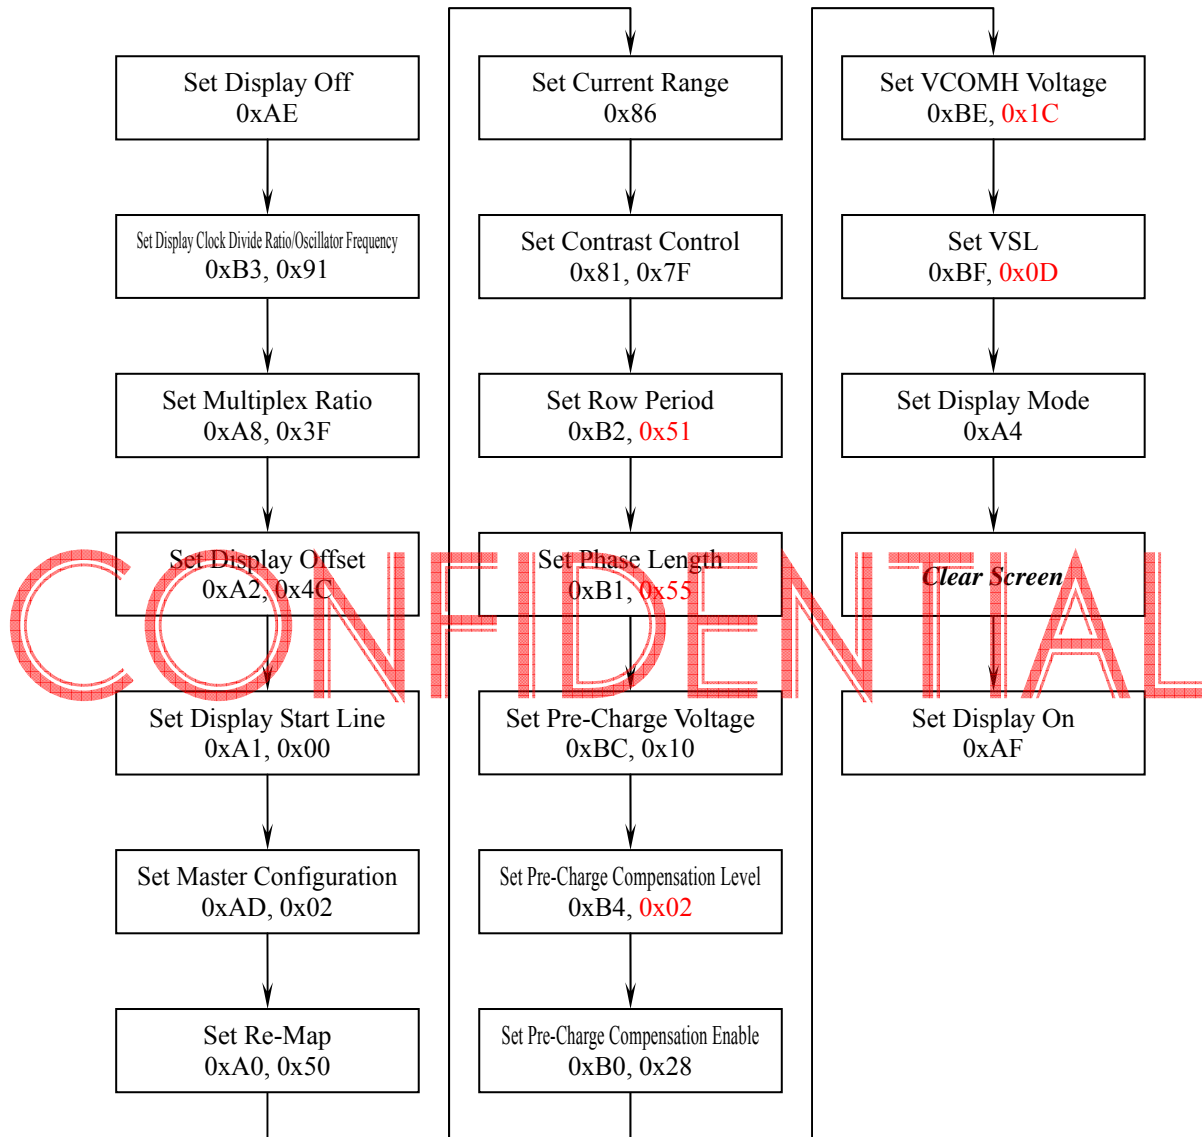 Set Display Off
0xAE
Set Display Clock Divide Ratio/Oscillator Frequency
0xB3, 0x91
Set Multiplex Ratio
0xA8, 0x3F
Set Display Offset
0xA2, 0x4C
Set Display Start Line
0xA1, 0x00
Set Master Configuration
0xAD, 0x02
Set Re-Map
0xA0, 0x50
Set Current Range
0x86
Set Contrast Control
0x81, 0x7F
Set Row Period
0xB2, 0x51
Set Phase Length
0xB1, 0x55
Set Pre-Charge Voltage
0xBC, 0x10
Set Pre-Charge Compensation Level
0xB4, 0x02
Set Pre-Charge Compensation Enable
0xB0, 0x28
Set VCOMH Voltage
0xBE, 0x1C
Set VSL
0xBF, 0x0D
Set Display Mode
0xA4
Clear Screen
Set Display On
0xAF
CONFIDENTIAL